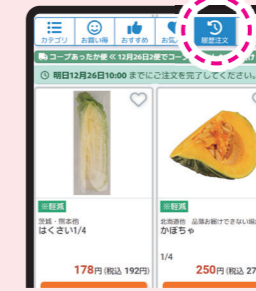 カテゴリ
お買い得
おすすめ
お気
履歴注文
コープあったか便 ≪ 12月26日2便でコープ
明日12月26日10:00 までにご注文を完了してください。
※軽減
茨城・熊本他
はくさい1/4
178円 (税込 192円)
※軽減
北海道他 品薄お届けできない場
かぼちゃ
1/4
250円 (税込 27